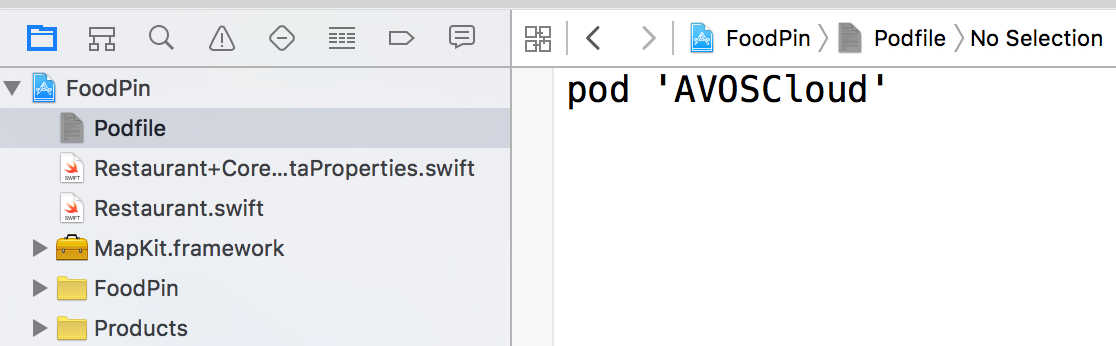 FoodPin Podfile No Selection
FoodPin
Podfile
Restaurant+Core...taProperties.swift
Restaurant.swift
MapKit.framework
FoodPin
Products
pod 'AVOSCloud'